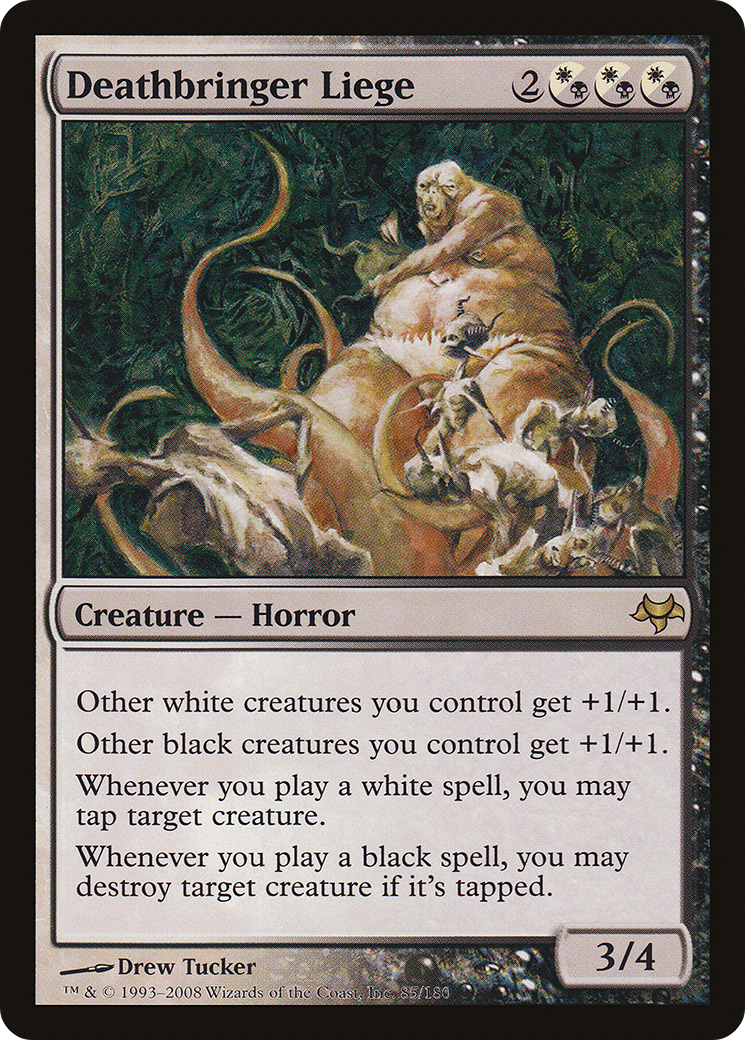 Deathbringer Liege 2
Creature — Horror
Other white creatures you control get +1/+1.
Other black creatures you control get +1/+1.
Whenever you play a white spell, you may
tap target creature.
Whenever you play a black spell, you may
destroy target creature if it's tapped.
3/4
Drew Tucker
™ & © 1993–2008 Wizards of the Coast, Inc. 85/180